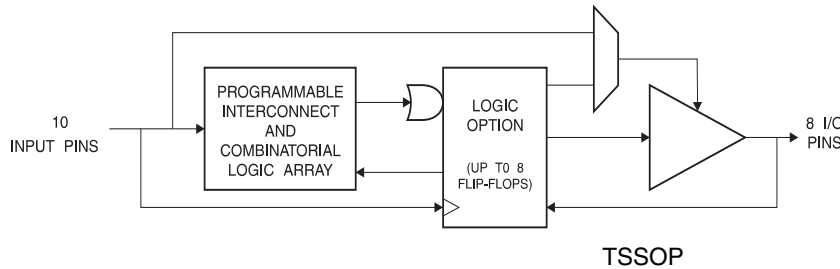 PROGRAMMABLE
INTERCONNECT
AND
COMBINATORIAL
LOGIC ARRAY
LOGIC
OPTION
(UP T0 8
FLIP-FLOPS)
10
INPUT PINS
8 I/O
PINS
TSSOP